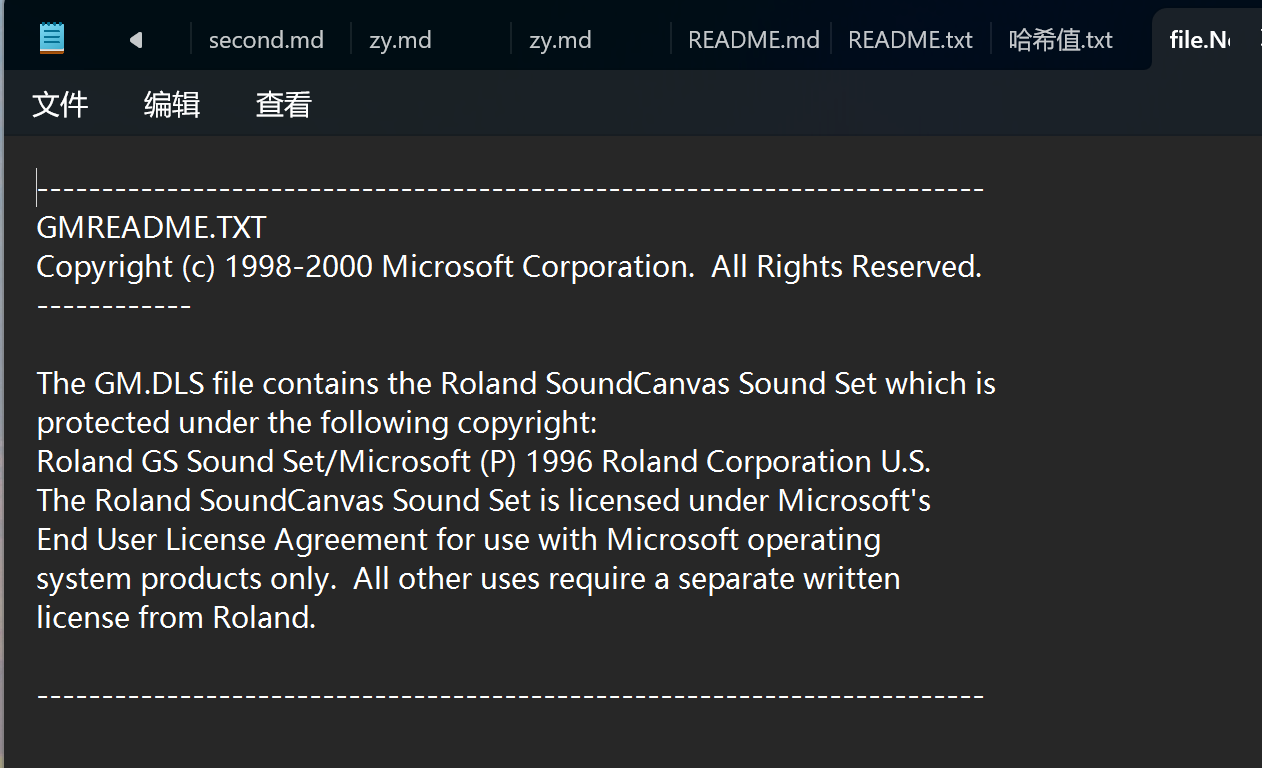 second.md
zy.md
zy.md
README.md
README.txt
哈希值.txt
文件
编辑
查看
-------------------------------------------------------------------------
GMREADME.TXT
Copyright (c) 1998-2000 Microsoft Corporation.  All Rights Reserved.
------------
The GM.DLS file contains the Roland SoundCanvas Sound Set which is
protected under the following copyright:
Roland GS Sound Set/Microsoft (P) 1996 Roland Corporation U.S.
The Roland SoundCanvas Sound Set is licensed under Microsoft's
End User License Agreement for use with Microsoft operating
system products only.  All other uses require a separate written
license from Roland.
-------------------------------------------------------------------------